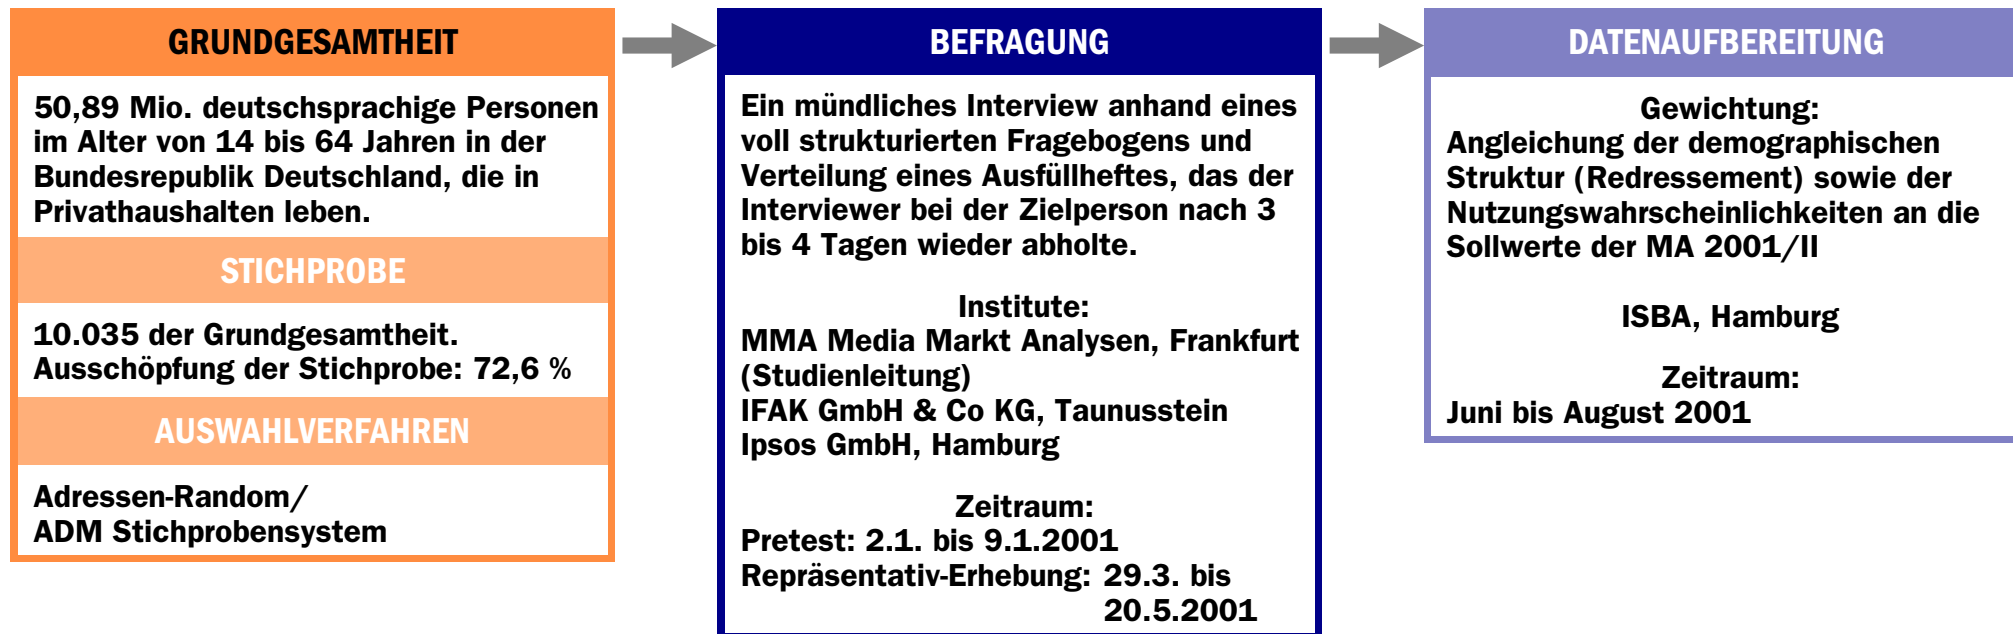 GRUNDGESAMTHEIT
50,89 Mio. deutschsprachige Personen
im Alter von 14 bis 64 Jahren in der
Bundesrepublik Deutschland, die in
Privathaushalten leben.
STICHPROBE
10.035 der Grundgesamtheit.
Ausschöpfung der Stichprobe: 72,6 %
AUSWAHLVERFAHREN
Adressen-Random/
ADM Stichprobensystem
BEFRAGUNG
Ein mündliches Interview anhand eines
voll strukturierten Fragebogens und
Verteilung eines Ausfüllheftes, das der
Interviewer bei der Zielperson nach 3
bis 4 Tagen wieder abholte.
Institute:
MMA Media Markt Analysen, Frankfurt
(Studienleitung)
IFAK GmbH & Co KG, Taunusstein
Ipsos GmbH, Hamburg
Zeitraum:
Pretest: 2.1. bis 9.1.2001
Repräsentativ-Erhebung: 29.3. bis
20.5.2001
DATENAUFBEREITUNG
Gewichtung:
Angleichung der demographischen
Struktur (Redressement) sowie der
Nutzungswahrscheinlichkeiten an die
Sollwerte der MA 2001/II
ISBA, Hamburg
Zeitraum:
Juni bis August 2001